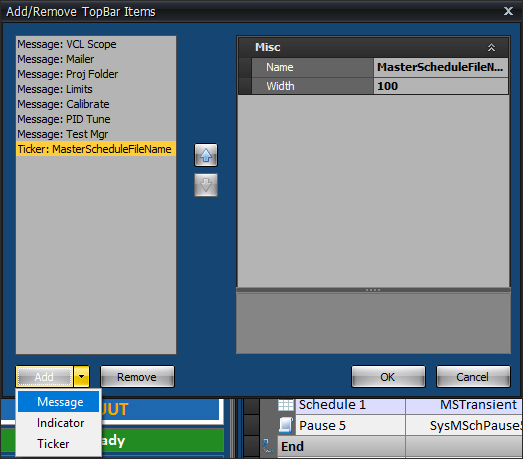 Add/Remove TopBar Items
Message: VCL Scope
Message: Mailer
Message: Proj Folder
Message: Limits
Message: Calibrate
Message: PID Tune
Message: Test Mgr
Ticker: MasterScheduleFileName
Misc
Name MasterScheduleFileN...
Width 100
Add Remove OK Cancel
Message
Indicator
Ticker
UT
ady
Schedule 1 MSTransient
Pause 5 SysMSchPause5
End